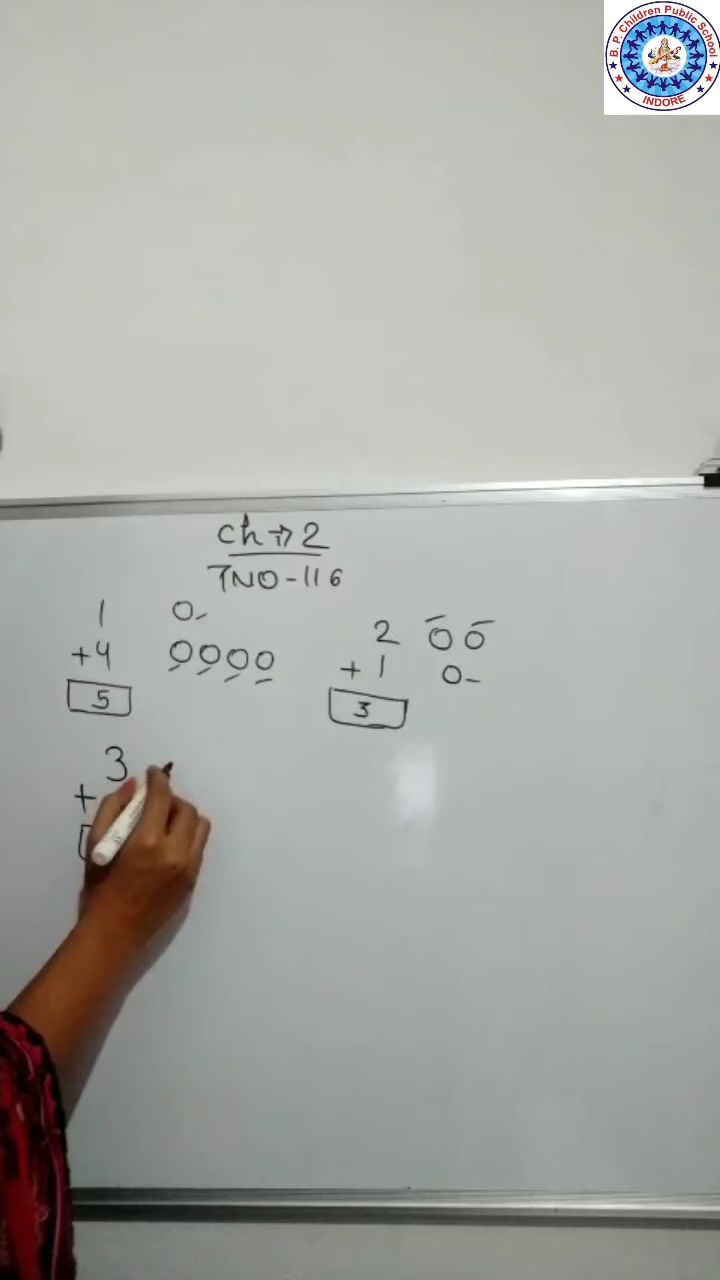 B. P. Children Public School
INDORE
Ch → 2
TNO-116
1 0-
+4 0000
5
2 00
+ 1 0-
3
3
+